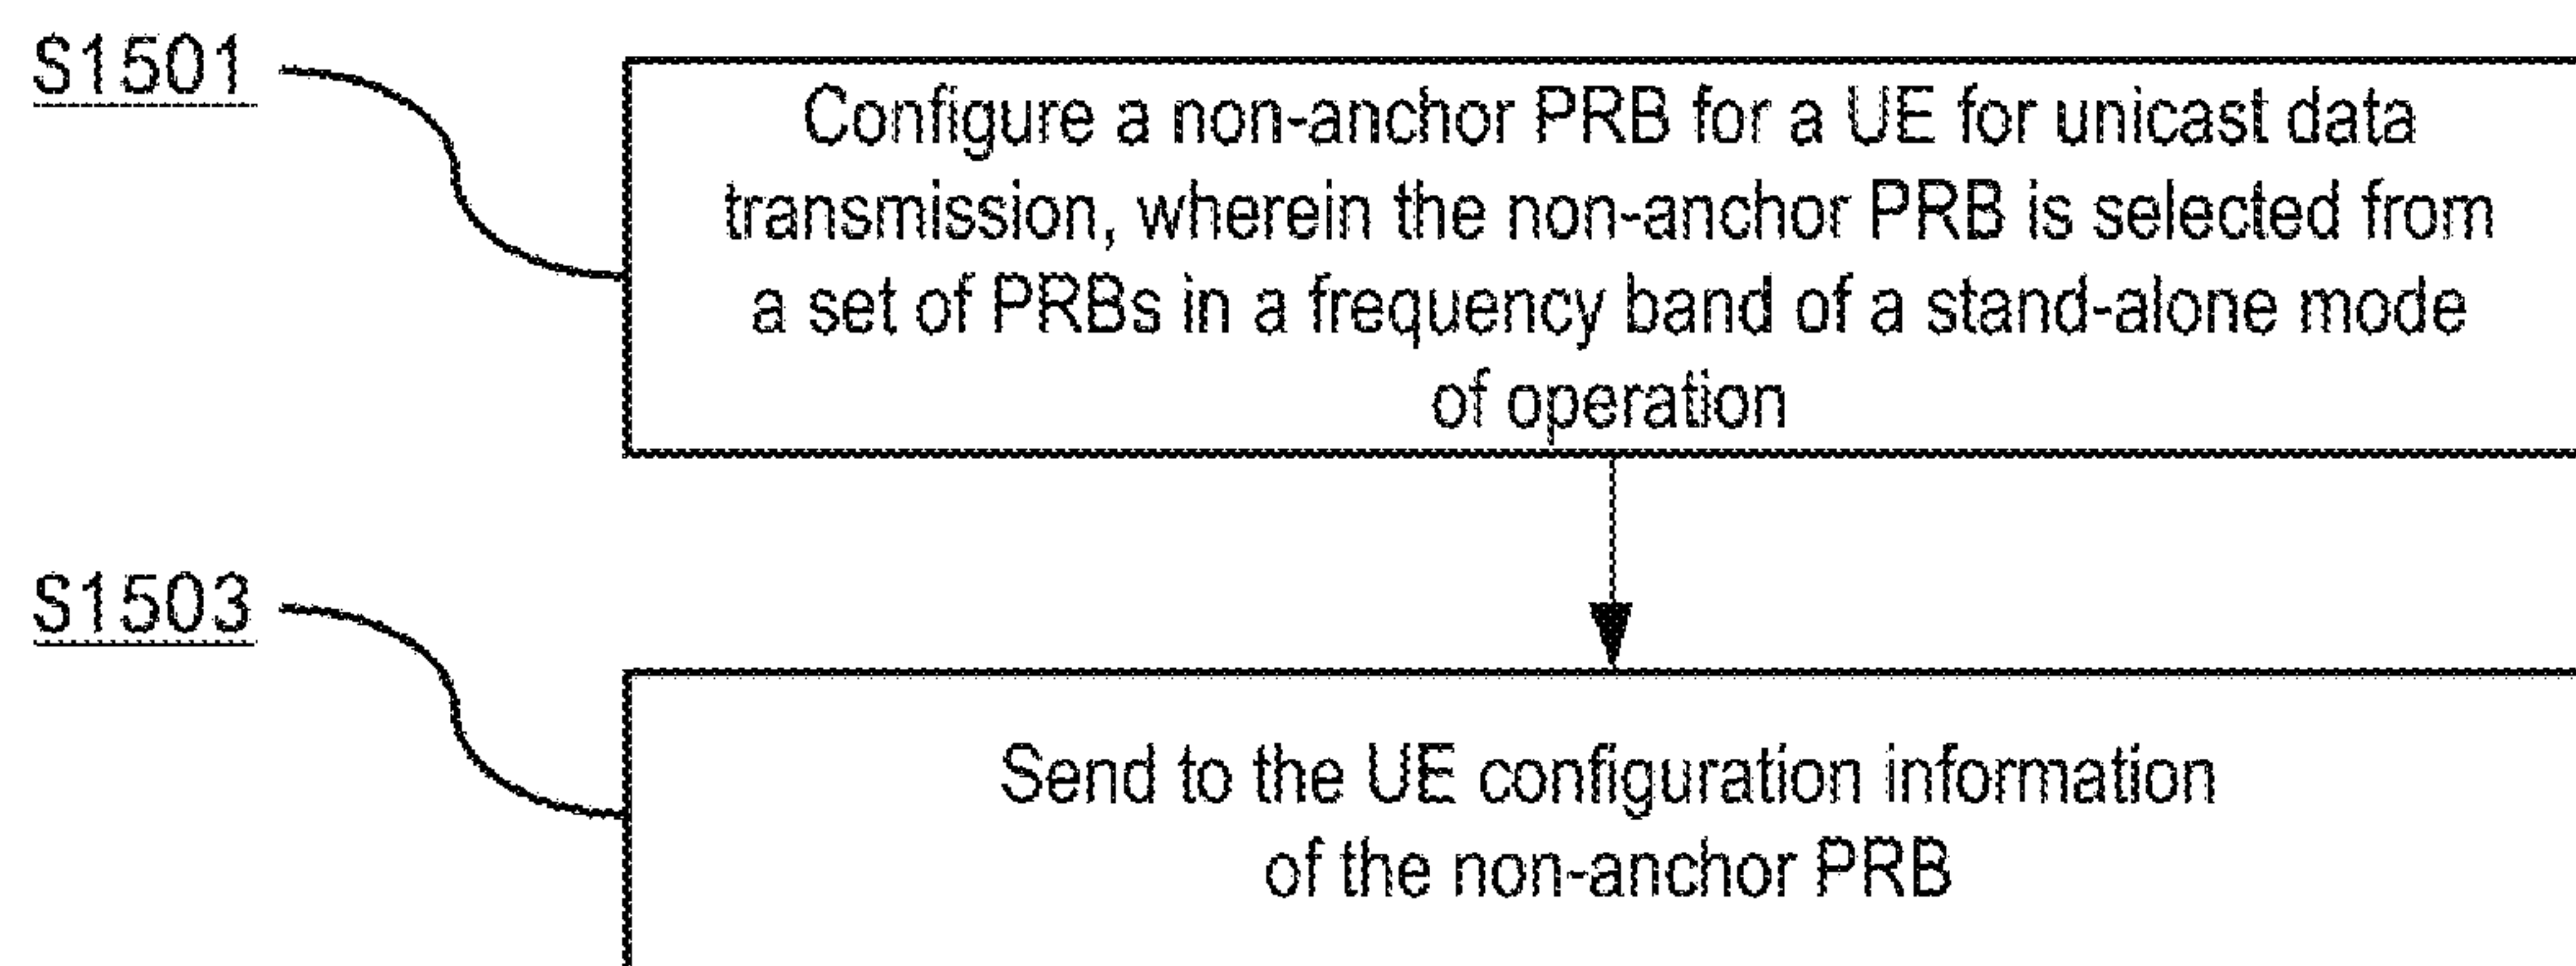 S1501
Configure a non-anchor PRB for a UE for unicast data
transmission, wherein the non-anchor PRB is selected from
a set of PRBs in a frequency band of a stand-alone mode
of operation
S1503
Send to the UE configuration information
of the non-anchor PRB